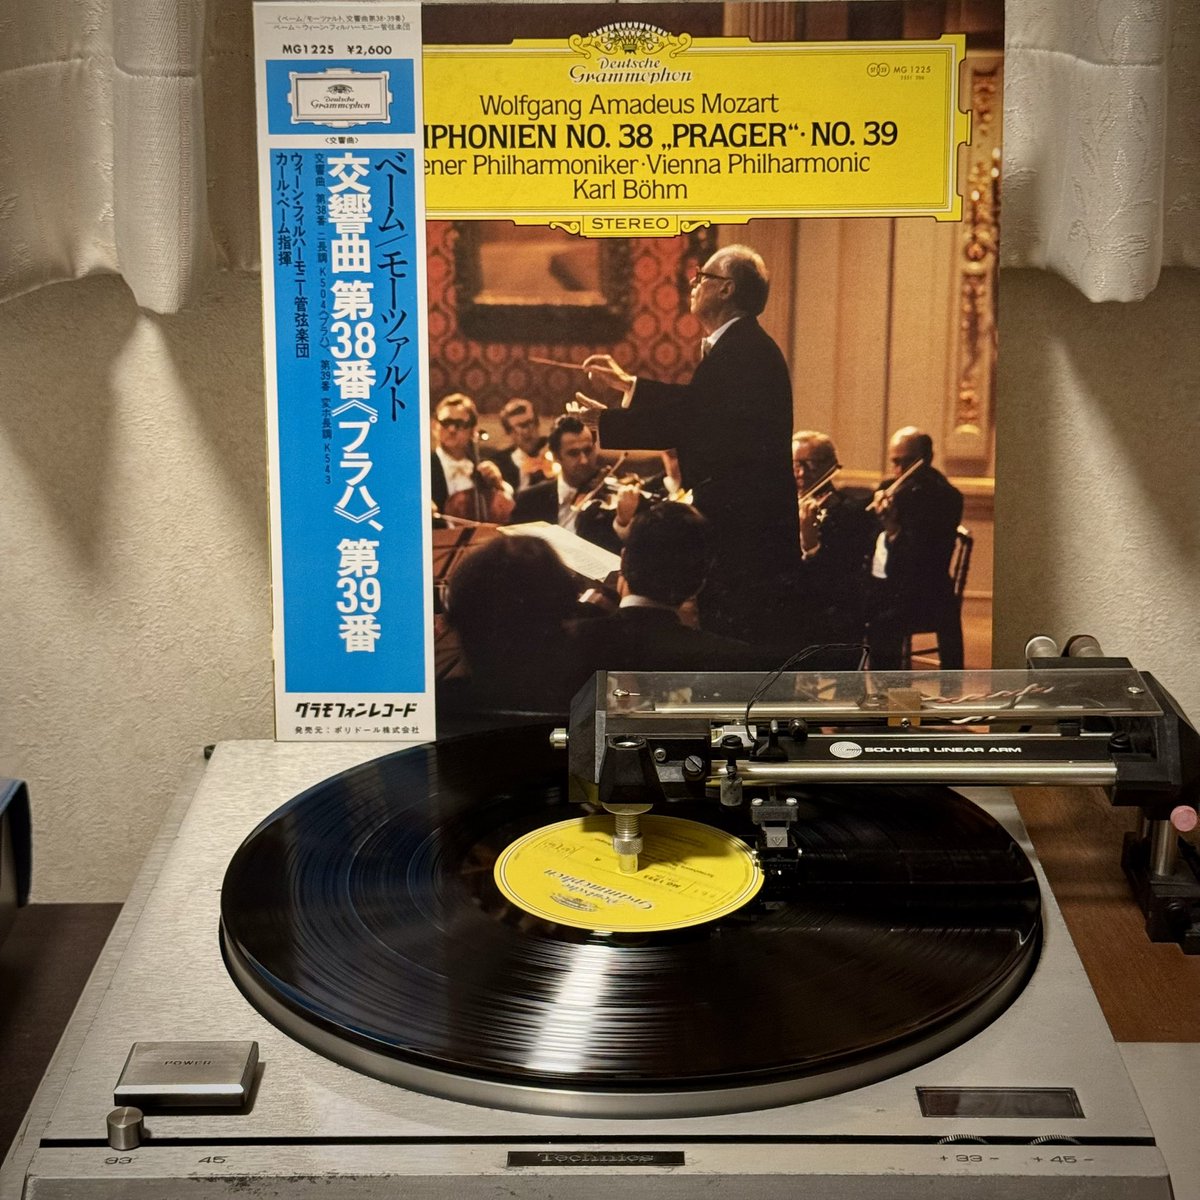 《ベーム/モーツァルト、交響曲第38・39番》
ベーム−ウィーン・フィルハーモニー管弦楽団
MG1225 ¥2,600
Deutsche
Grammophon
〈交響曲〉
ベーム/モーツァルト
交響曲 第38番《プラハ》、第39番
交響曲 第38番 ニ長調 K504《プラハ》 第39番 変ホ長調 K543
ウィーン・フィルハーモニー管弦楽団
カール・ベーム指揮
グラモフォンレコード
発売元:ポリドール株式会社
Deutsche
Grammophon
MG 1225
Wolfgang Amadeus Mozart
IPHONIEN NO. 38 „PRAGER“· NO. 39
ener Philharmoniker · Vienna Philharmonic
Karl Böhm
STEREO
SOUTHER LINEAR ARM
Deutsche
Grammophon
MG 1225
POWER
33 45
Technics
+ 33 − + 45 −